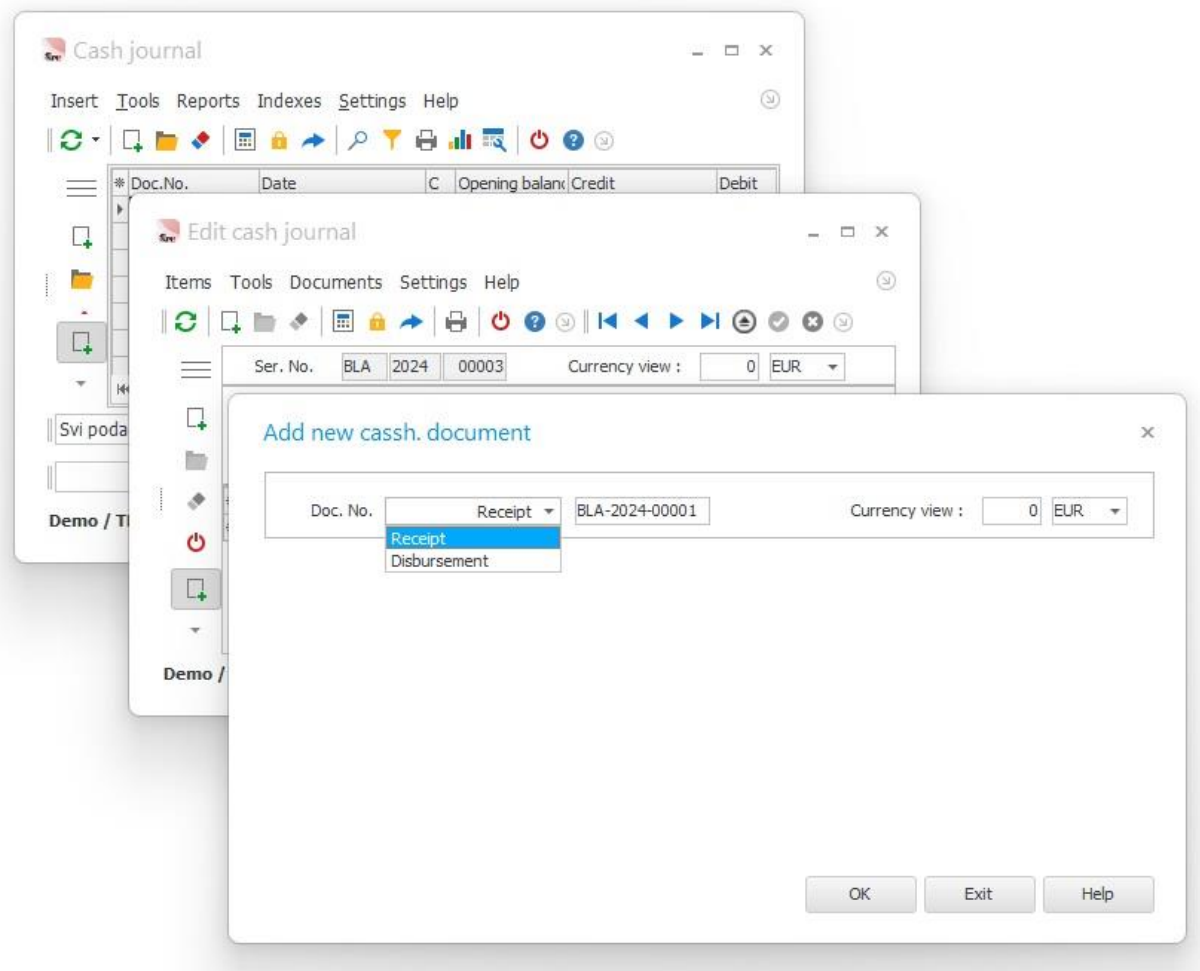 Cash journal
Insert Tools Reports Indexes Settings Help
Doc.No. Date C Opening balanc Credit Debit
Edit cash journal
Items Tools Documents Settings Help
Ser. No. BLA 2024 00003 Currency view : 0 EUR
Svi poda
Add new cassh. document
Doc. No. Receipt BLA-2024-00001 Currency view : 0 EUR
Receipt
Disbursement
Demo / T
Demo /
OK Exit Help